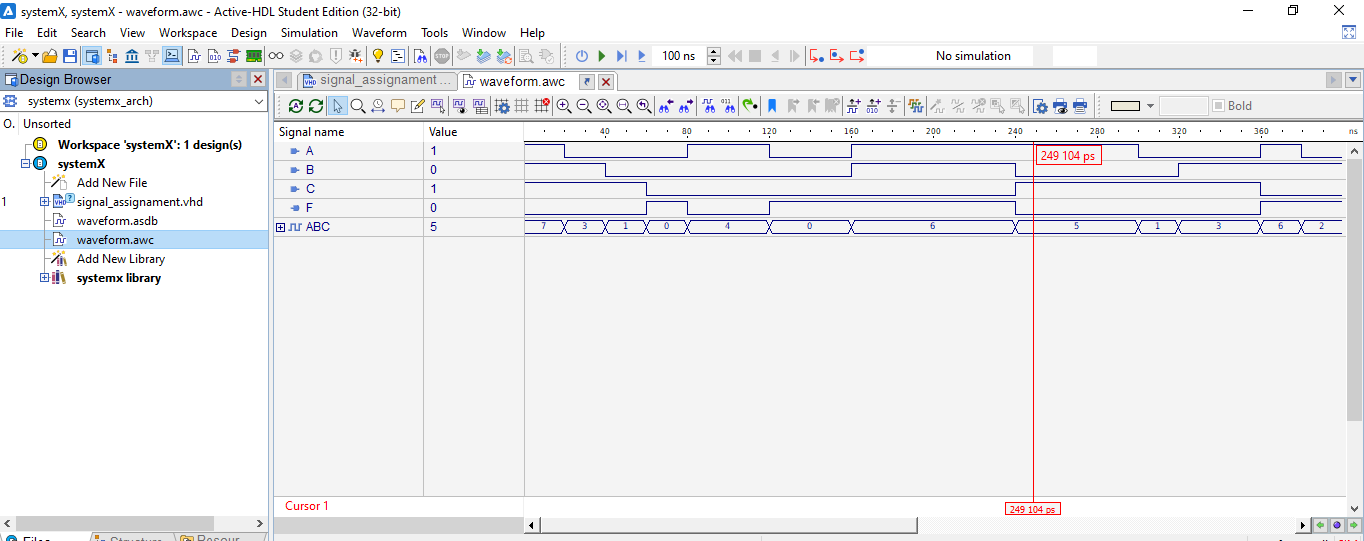 systemX, systemX - waveform.awc - Active-HDL Student Edition (32-bit)
File Edit Search View Workspace Design Simulation Waveform Tools Window Help
100 ns No simulation
Design Browser
signal_assignament ... waveform.awc
systemx (systemx_arch)
Bold
O. Unsorted
Signal name Value 40 80 120 160 200 240 280 320 360 ns
Workspace 'systemX': 1 design(s)
A 1
249 104 ps
systemX
B 0
Add New File
C 1
1 signal_assignament.vhd
F 0
waveform.asdb
ABC 5 7 3 1 0 4 0 6 5 1 3 6 2
waveform.awc
Add New Library
systemx library
Cursor 1 249 104 ps
Files Structure Resour...